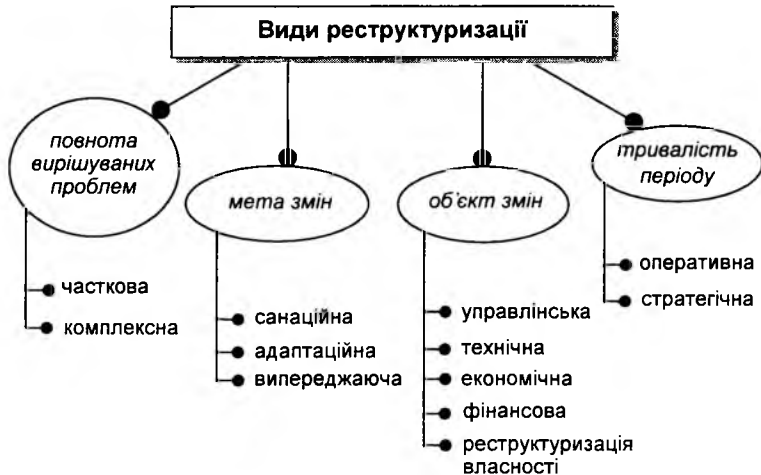 Види реструктуризації
повнота
вирішуваних
проблем
часткова
комплексна
мета змін
санаційна
адаптаційна
випереджаюча
об'єкт змін
управлінська
технічна
економічна
фінансова
реструктуризація
власності
тривалість
періоду
оперативна
стратегічна